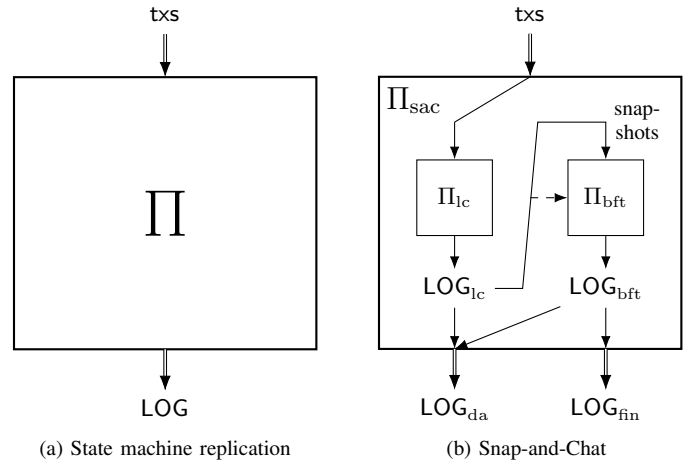 txs
Π
LOG
(a) State machine replication
txs
Π_sac
snap-
shots
Π_lc
Π_bft
LOG_lc
LOG_bft
LOG_da
LOG_fin
(b) Snap-and-Chat